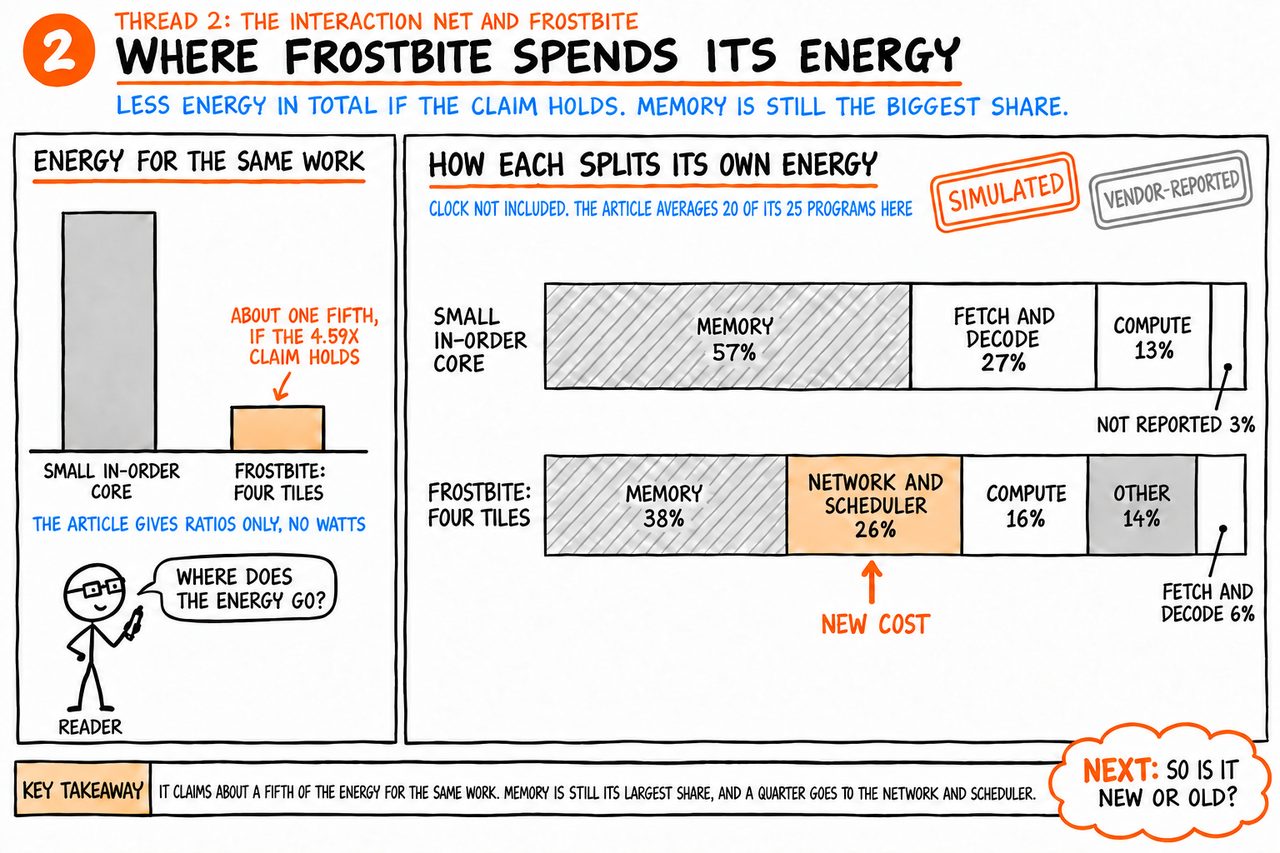 2
THREAD 2: THE INTERACTION NET AND FROSTBITE
WHERE FROSTBITE SPENDS ITS ENERGY
LESS ENERGY IN TOTAL IF THE CLAIM HOLDS. MEMORY IS STILL THE BIGGEST SHARE.
ENERGY FOR THE SAME WORK
ABOUT ONE FIFTH,
IF THE 4.59X
CLAIM HOLDS
SMALL IN-ORDER
CORE
FROSTBITE:
FOUR TILES
THE ARTICLE GIVES RATIOS ONLY, NO WATTS
WHERE DOES
THE ENERGY GO?
READER
HOW EACH SPLITS ITS OWN ENERGY
CLOCK NOT INCLUDED. THE ARTICLE AVERAGES 20 OF ITS 25 PROGRAMS HERE
SIMULATED
VENDOR-REPORTED
SMALL
IN-ORDER
CORE
MEMORY
57%
FETCH AND
DECODE
27%
COMPUTE
13%
NOT REPORTED 3%
FROSTBITE:
FOUR TILES
MEMORY
38%
NETWORK AND
SCHEDULER
26%
COMPUTE
16%
OTHER
14%
FETCH AND
DECODE 6%
NEW COST
KEY TAKEAWAY
IT CLAIMS ABOUT A FIFTH OF THE ENERGY FOR THE SAME WORK. MEMORY IS STILL ITS LARGEST SHARE, AND A QUARTER GOES TO THE NETWORK AND SCHEDULER.
NEXT: SO IS IT
NEW OR OLD?